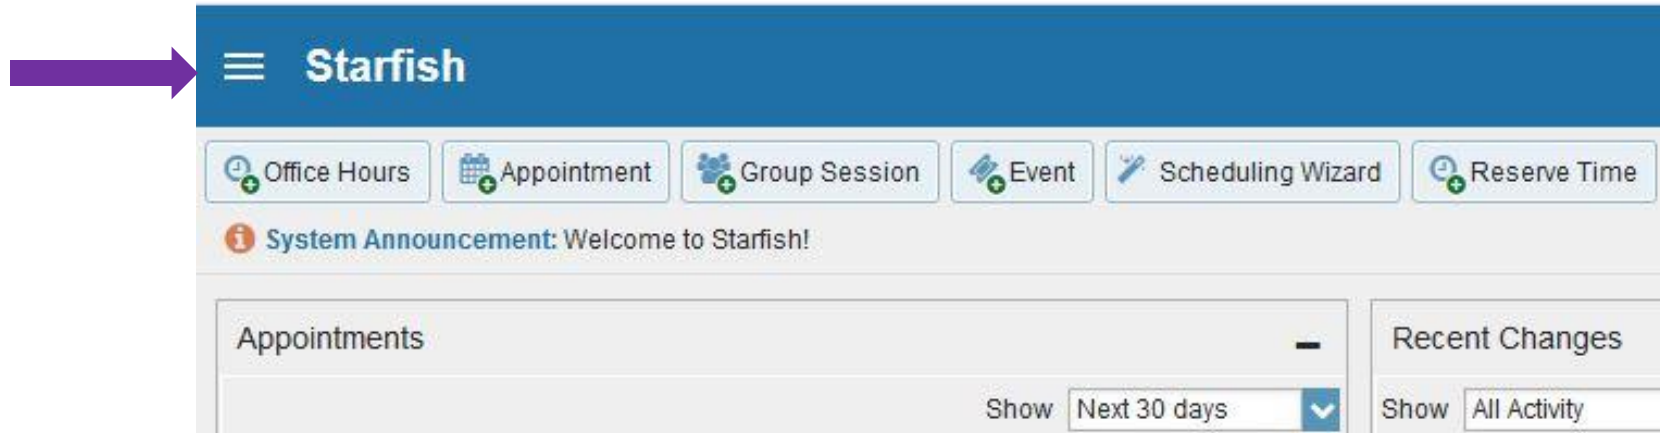 Starfish
Office Hours Appointment Group Session Event Scheduling Wizard Reserve Time
System Announcement: Welcome to Starfish!
Appointments
Recent Changes
Show Next 30 days
Show All Activity